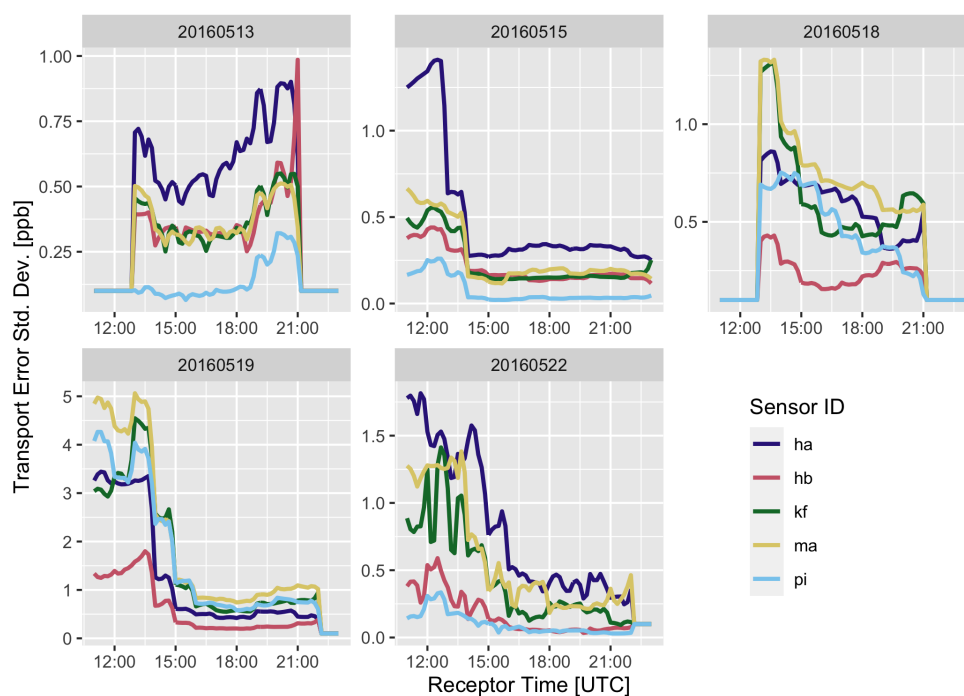 20160513
20160515
20160518
1.00
0.75
0.50
0.25
1.0
0.5
0.0
1.0
0.5
12:00 15:00 18:00 21:00
12:00 15:00 18:00 21:00
12:00 15:00 18:00 21:00
20160519
20160522
5
4
3
2
1
0
1.5
1.0
0.5
0.0
12:00 15:00 18:00 21:00
12:00 15:00 18:00 21:00
Transport Error Std. Dev. [ppb]
Receptor Time [UTC]
Sensor ID
ha
hb
kf
ma
pi